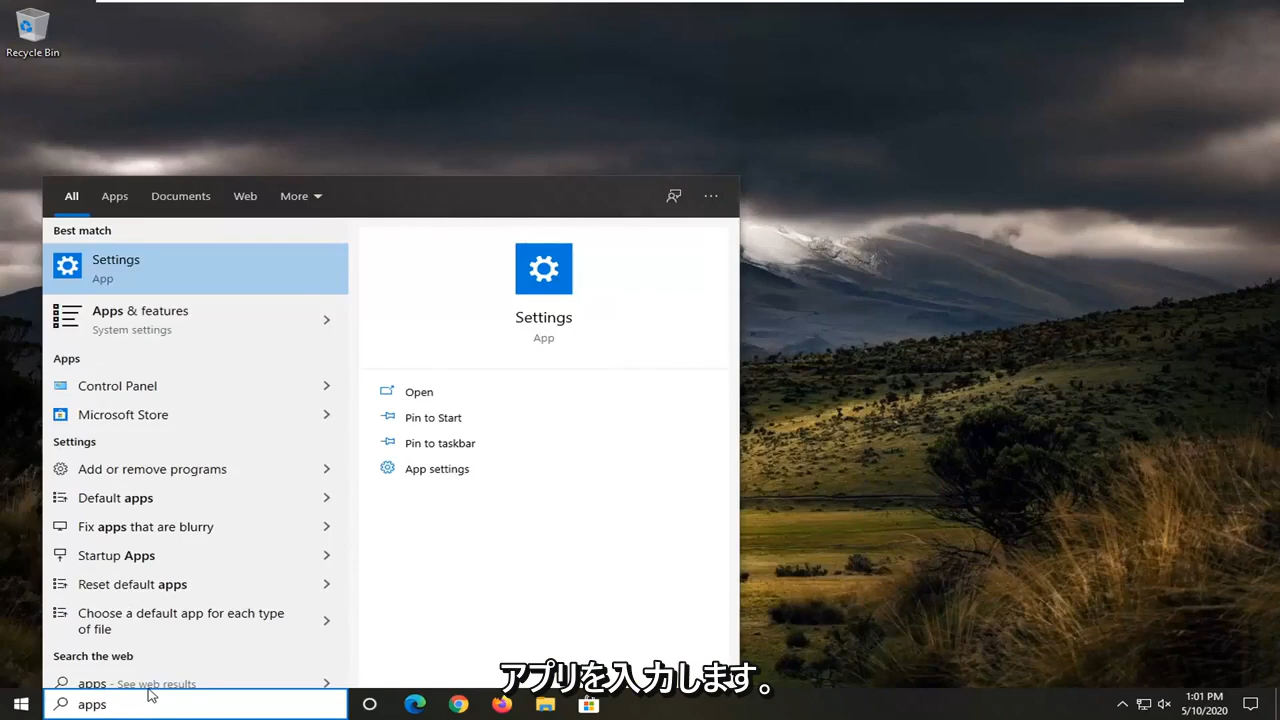 Recycle Bin
All Apps Documents Web More
Best match
Settings
App
Apps & features
System settings
Apps
Control Panel
Microsoft Store
Settings
Add or remove programs
Default apps
Fix apps that are blurry
Startup Apps
Reset default apps
Choose a default app for each type
of file
Search the web
apps - See web results
apps
Settings
App
Open
Pin to Start
Pin to taskbar
App settings
アプリを入力します。
1:01 PM
5/10/2020